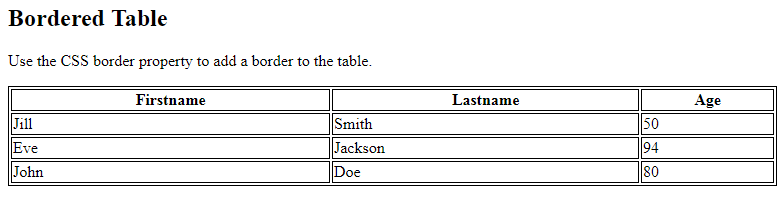 Bordered Table
Use the CSS border property to add a border to the table.
Firstname Lastname Age
Jill Smith 50
Eve Jackson 94
John Doe 80